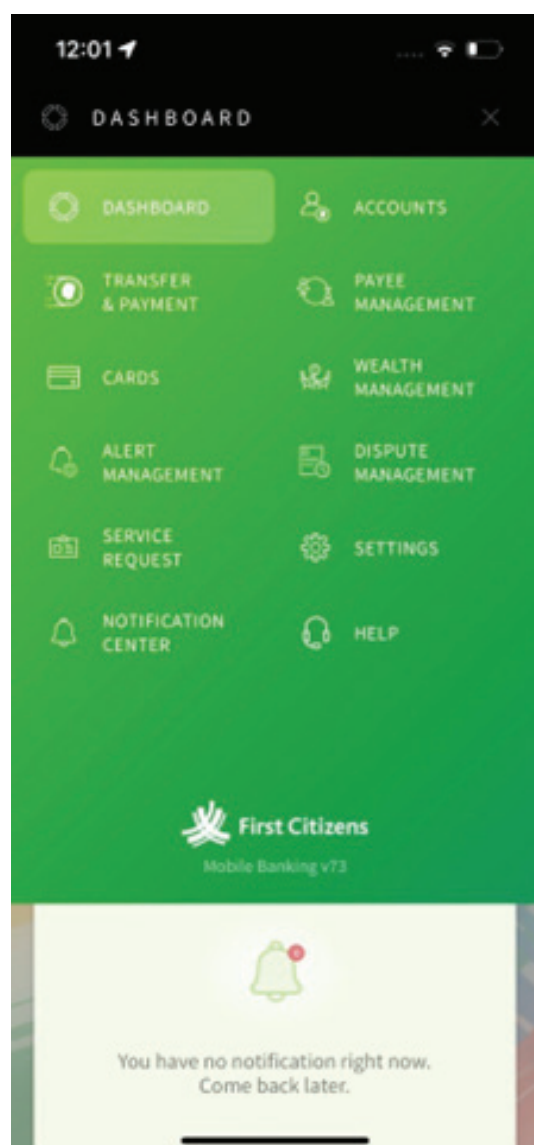 12:01
DASHBOARD
DASHBOARD
ACCOUNTS
TRANSFER
& PAYMENT
PAYEE
MANAGEMENT
CARDS
WEALTH
MANAGEMENT
ALERT
MANAGEMENT
DISPUTE
MANAGEMENT
SERVICE
REQUEST
SETTINGS
NOTIFICATION
CENTER
HELP
First Citizens
Mobile Banking v73
You have no notification right now.
Come back later.